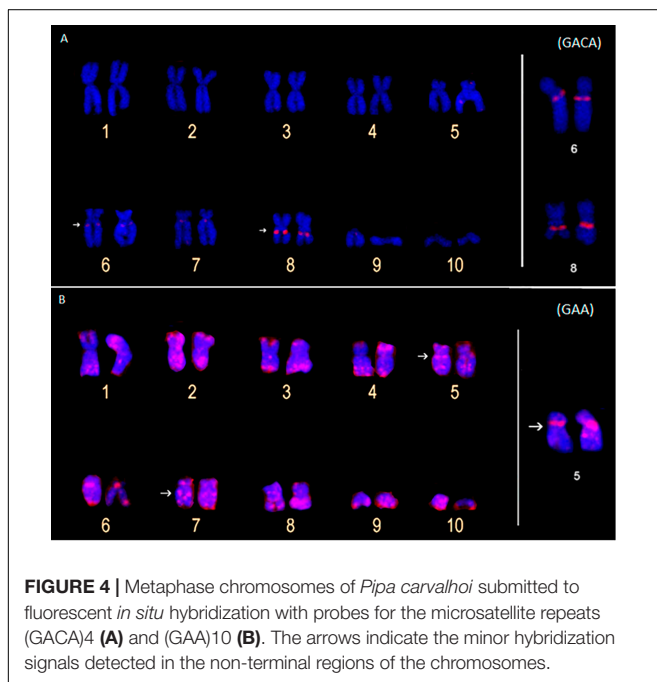 A
(GACA)
1 2 3 4 5
6
6 7 8 9 10
8
B
(GAA)
1 2 3 4 5
5
6 7 8 9 10
FIGURE 4 | Metaphase chromosomes of Pipa carvalhoi submitted to
fluorescent in situ hybridization with probes for the microsatellite repeats
(GACA)4 (A) and (GAA)10 (B). The arrows indicate the minor hybridization
signals detected in the non-terminal regions of the chromosomes.